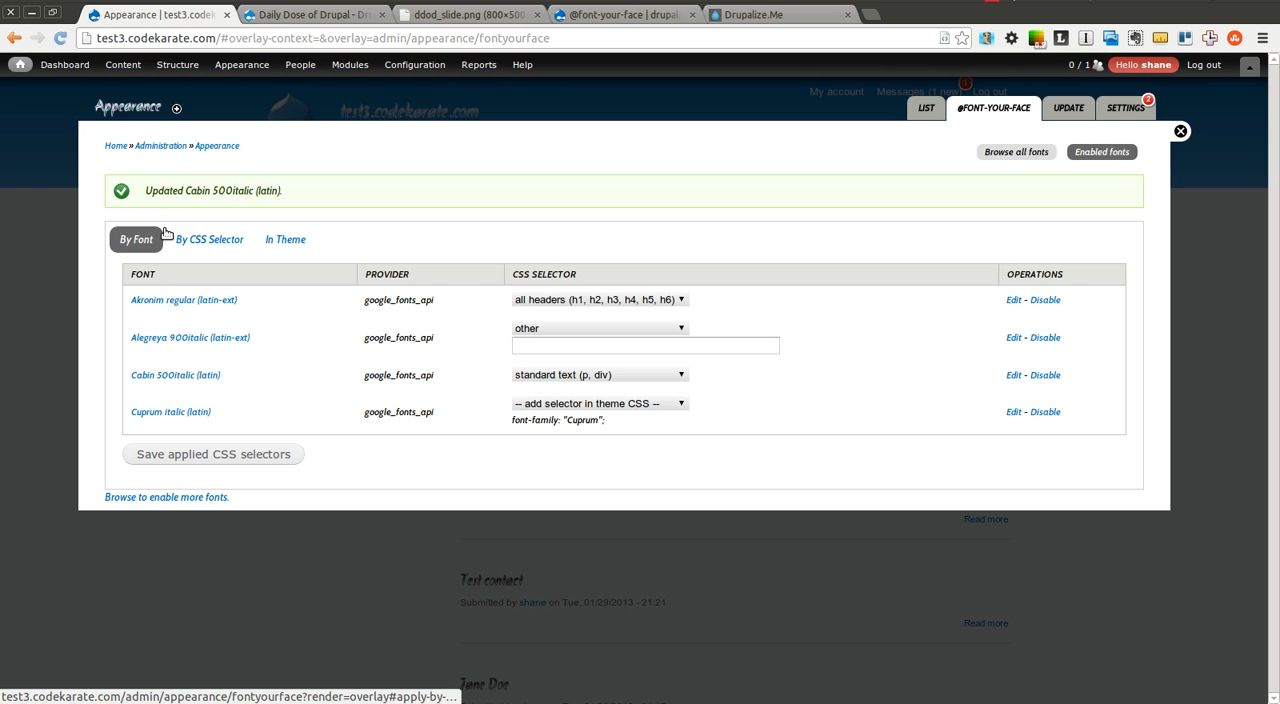 Appearance | test3.codek
Daily Dose of Drupal - Dr
ddod_slide.png (800×500
@font-your-face | drupal.
Drupalize.Me
test3.codekarate.com/#overlay-context=&overlay=admin/appearance/fontyourface
Dashboard Content Structure Appearance People Modules Configuration Reports Help
0 / 1 Hello shane Log out
My account Messages (1 new) Log out
1
Appearance
test3.codekarate.com
LIST @FONT-YOUR-FACE UPDATE SETTINGS 2
Home » Administration » Appearance
Browse all fonts Enabled fonts
Updated Cabin 500italic (latin).
By Font By CSS Selector In Theme
FONT PROVIDER CSS SELECTOR OPERATIONS
Akronim regular (latin-ext) google_fonts_api all headers (h1, h2, h3, h4, h5, h6) Edit - Disable
other
Alegreya 900italic (latin-ext) google_fonts_api Edit - Disable
Cabin 500italic (latin) google_fonts_api standard text (p, div) Edit - Disable
-- add selector in theme CSS --
Cuprum italic (latin) google_fonts_api Edit - Disable
font-family: "Cuprum";
Save applied CSS selectors
Browse to enable more fonts.
Read more
Test contact
Submitted by shane on Tue, 01/29/2013 - 21:21
Read more
Jane Doe
test3.codekarate.com/admin/appearance/fontyourface?render=overlay#apply-by-...